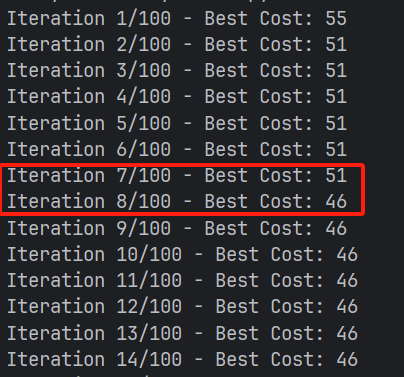 Iteration 1/100 - Best Cost: 55
Iteration 2/100 - Best Cost: 51
Iteration 3/100 - Best Cost: 51
Iteration 4/100 - Best Cost: 51
Iteration 5/100 - Best Cost: 51
Iteration 6/100 - Best Cost: 51
Iteration 7/100 - Best Cost: 51
Iteration 8/100 - Best Cost: 46
Iteration 9/100 - Best Cost: 46
Iteration 10/100 - Best Cost: 46
Iteration 11/100 - Best Cost: 46
Iteration 12/100 - Best Cost: 46
Iteration 13/100 - Best Cost: 46
Iteration 14/100 - Best Cost: 46